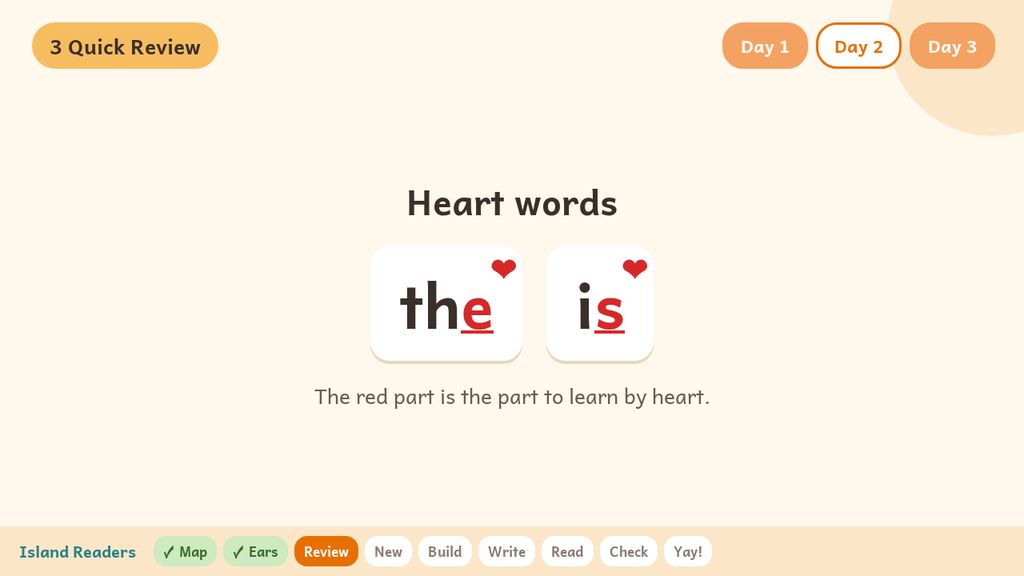 3 Quick Review
Day 1 Day 2 Day 3
Heart words
the❤ is❤
The red part is the part to learn by heart.
Island Readers ✓ Map ✓ Ears Review New Build Write Read Check Yay!